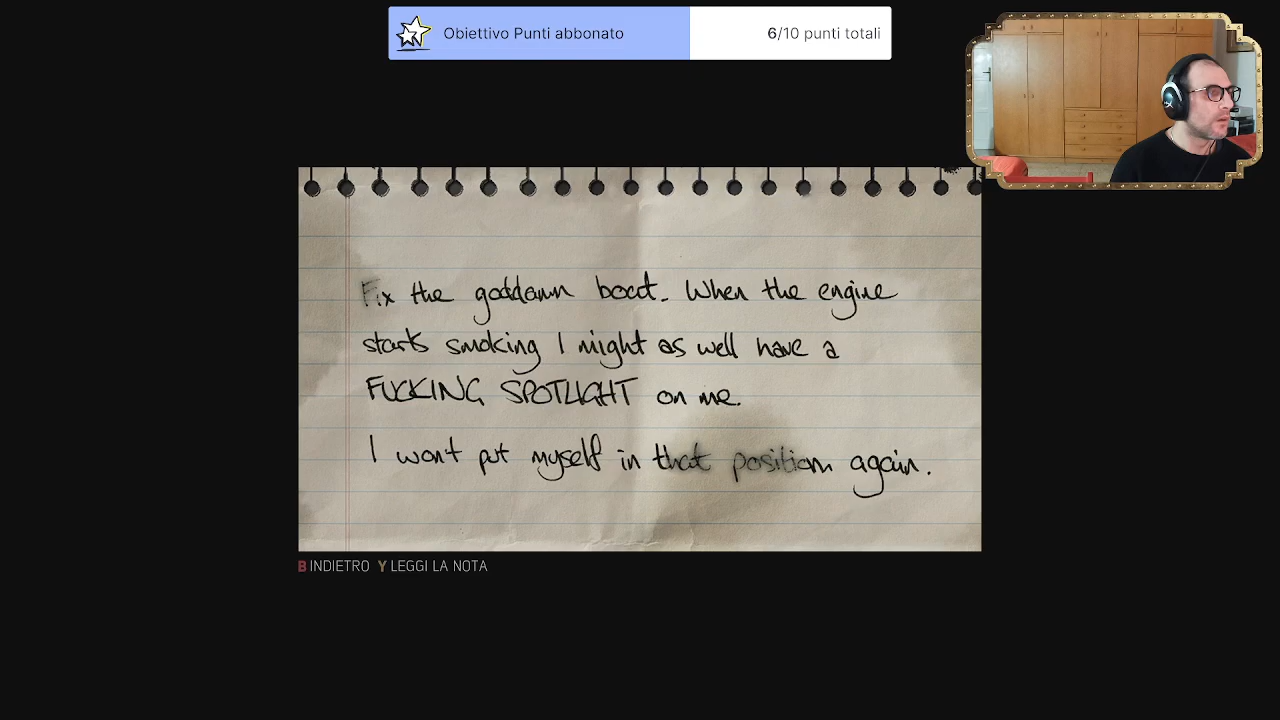 Obiettivo Punti abbonato
6/10 punti totali
Fix the goddamn boat. When the engine
starts smoking I might as well have a
FUCKING SPOTLIGHT on me.
I wont put myself in that position again.
B INDIETRO Y LEGGI LA NOTA